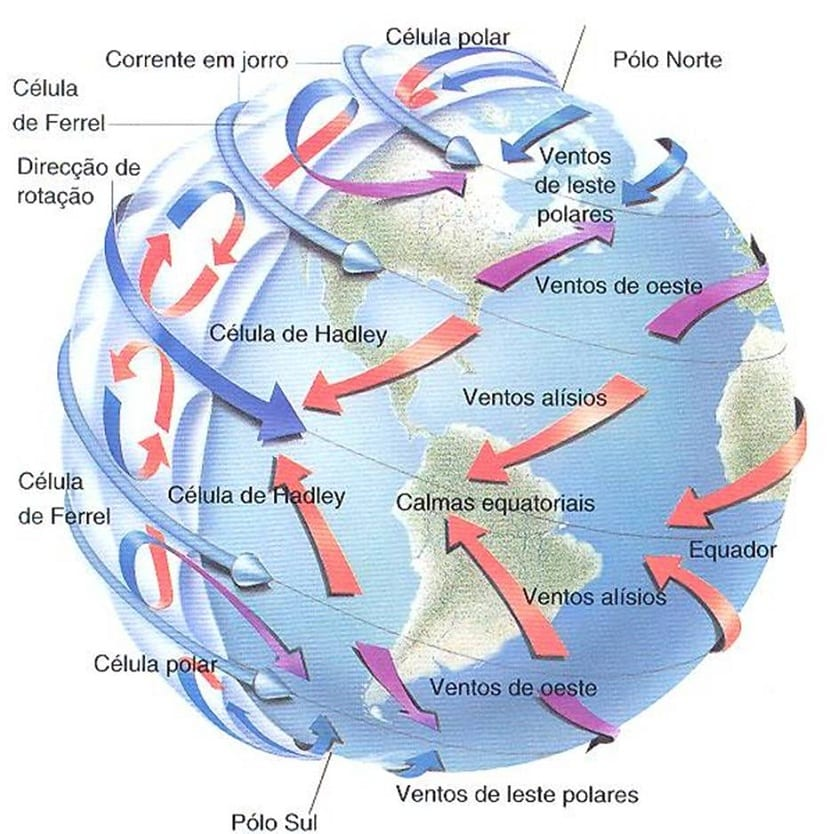 Célula polar
Corrente em jorro
Pólo Norte
Célula
de Ferrel
Direcção de
rotação
Ventos
de leste
polares
Ventos de oeste
Célula de Hadley
Ventos alísios
Célula
de Ferrel
Célula de Hadley
Calmas equatoriais
Equador
Ventos alísios
Célula polar
Ventos de oeste
Ventos de leste polares
Pólo Sul